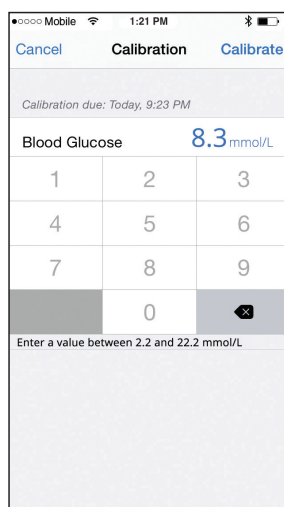 Mobile 1:21 PM
Cancel Calibration Calibrate
Calibration due: Today, 9:23 PM
Blood Glucose 8.3 mmol/L
1 2 3
4 5 6
7 8 9
0
Enter a value between 2.2 and 22.2 mmol/L